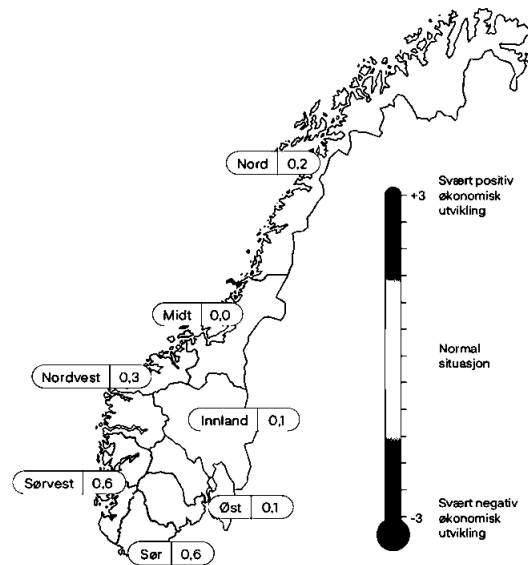 Nord 0,2
+3
Svært positiv
økonomisk
utvikling
Midt 0,0
Normal
situasjon
Nordvest 0,3
Innland 0,1
Sørvest 0,6
Øst 0,1
-3
Svært negativ
økonomisk
utvikling
Sør 0,6